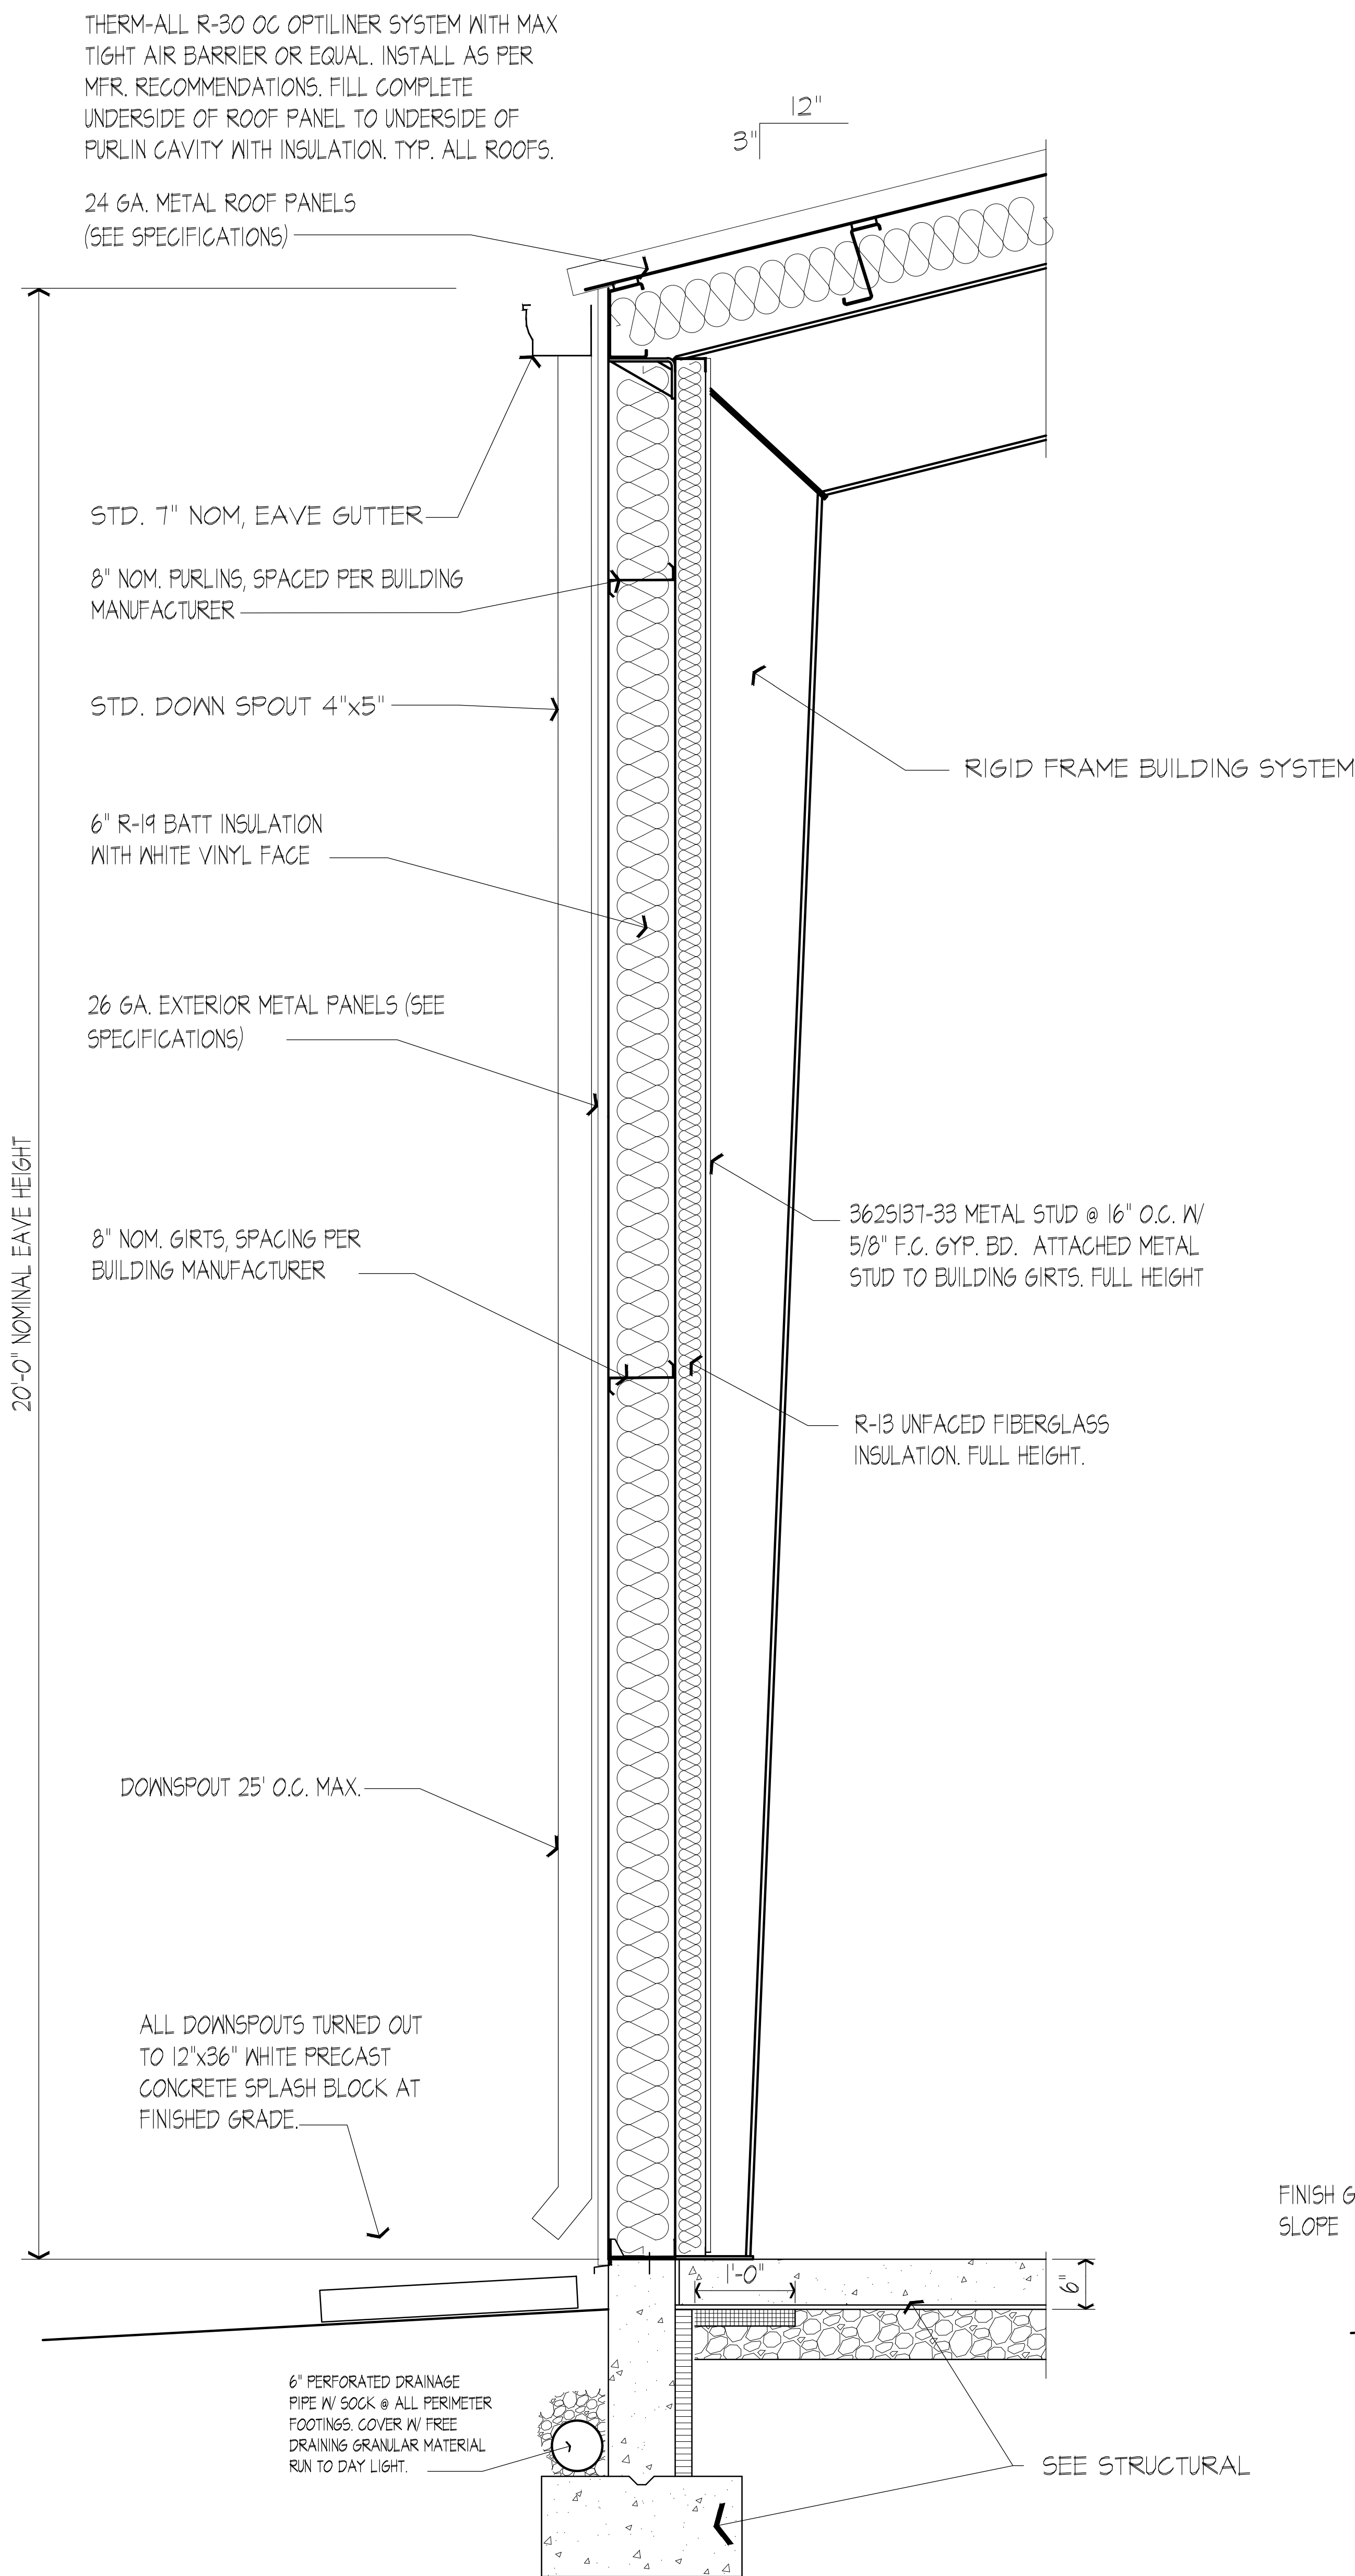 THERM-ALL R-30 OC OPTILINER SYSTEM WITH MAX
TIGHT AIR BARRIER OR EQUAL. INSTALL AS PER
MFR. RECOMMENDATIONS. FILL COMPLETE
UNDERSIDE OF ROOF PANEL TO UNDERSIDE OF
PURLIN CAVITY WITH INSULATION. TYP. ALL ROOFS.
12"
3"
24 GA. METAL ROOF PANELS
(SEE SPECIFICATIONS)
STD. 7" NOM, EAVE GUTTER
8" NOM. PURLINS, SPACED PER BUILDING
MANUFACTURER
STD. DOWN SPOUT 4"x5"
RIGID FRAME BUILDING SYSTEM
6" R-19 BATT INSULATION
WITH WHITE VINYL FACE
26 GA. EXTERIOR METAL PANELS (SEE
SPECIFICATIONS)
20'-0" NOMINAL EAVE HEIGHT
362S137-33 METAL STUD @ 16" O.C. W/
5/8" F.C. GYP. BD. ATTACHED METAL
STUD TO BUILDING GIRTS. FULL HEIGHT
8" NOM. GIRTS, SPACING PER
BUILDING MANUFACTURER
R-13 UNFACED FIBERGLASS
INSULATION. FULL HEIGHT.
DOWNSPOUT 25' O.C. MAX.
ALL DOWNSPOUTS TURNED OUT
TO 12"x36" WHITE PRECAST
CONCRETE SPLASH BLOCK AT
FINISHED GRADE.
FINISH G
SLOPE
1'-0"
6"
6" PERFORATED DRAINAGE
PIPE W/ SOCK @ ALL PERIMETER
FOOTINGS. COVER W/ FREE
DRAINING GRANULAR MATERIAL
RUN TO DAY LIGHT.
SEE STRUCTURAL